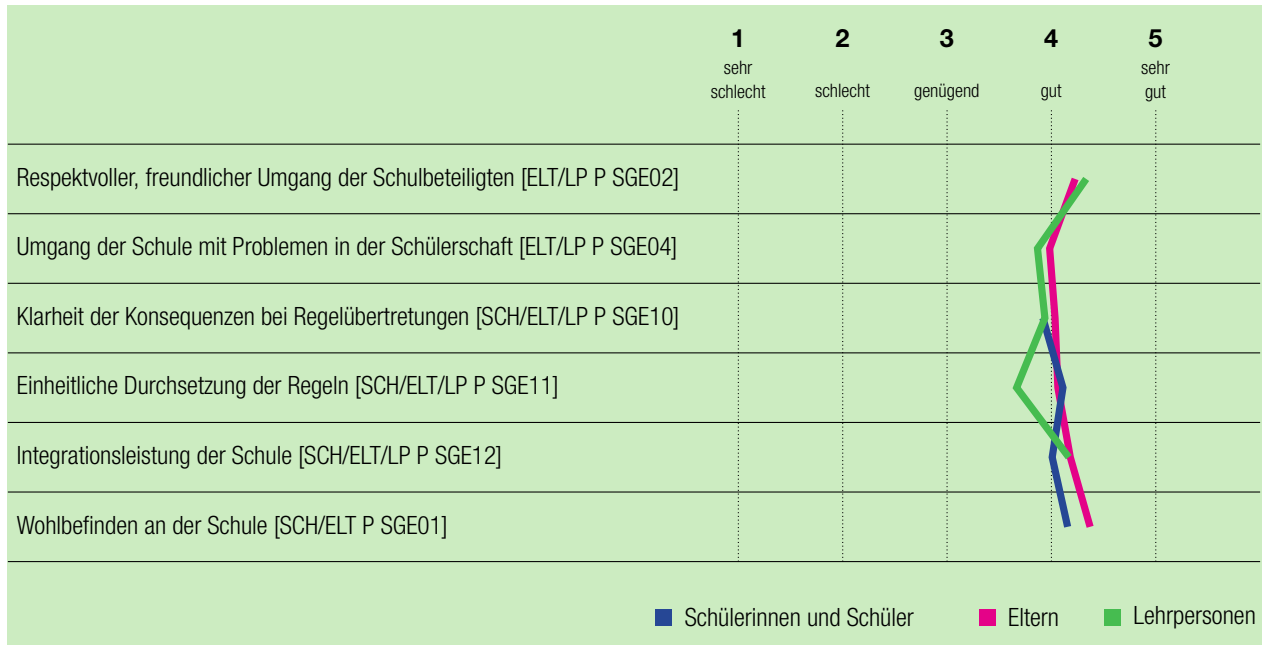 1 2 3 4 5
sehr schlecht schlecht genügend gut sehr gut
Respektvoller, freundlicher Umgang der Schulbeteiligten [ELT/LP P SGE02]
Umgang der Schule mit Problemen in der Schülerschaft [ELT/LP P SGE04]
Klarheit der Konsequenzen bei Regelübertretungen [SCH/ELT/LP P SGE10]
Einheitliche Durchsetzung der Regeln [SCH/ELT/LP P SGE11]
Integrationsleistung der Schule [SCH/ELT/LP P SGE12]
Wohlbefinden an der Schule [SCH/ELT P SGE01]
Schülerinnen und Schüler Eltern Lehrpersonen